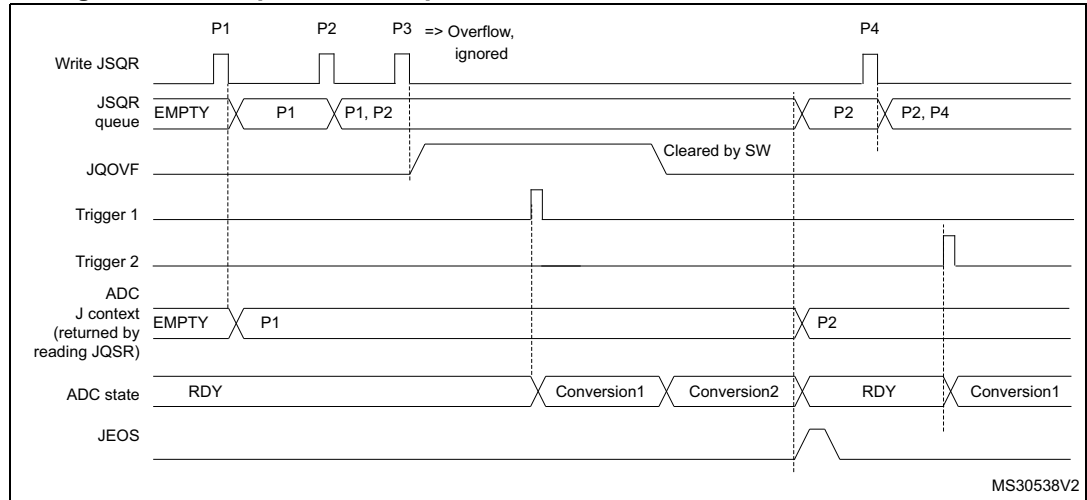 P1 P2 P3 => Overflow, P4
ignored
Write JSQR
JSQR
queue
EMPTY P1 P1, P2 P2 P2, P4
JQOVF Cleared by SW
Trigger 1
Trigger 2
ADC
J context
(returned by
reading JQSR)
EMPTY P1 P2
ADC state RDY Conversion1 Conversion2 RDY Conversion1
JEOS
MS30538V2